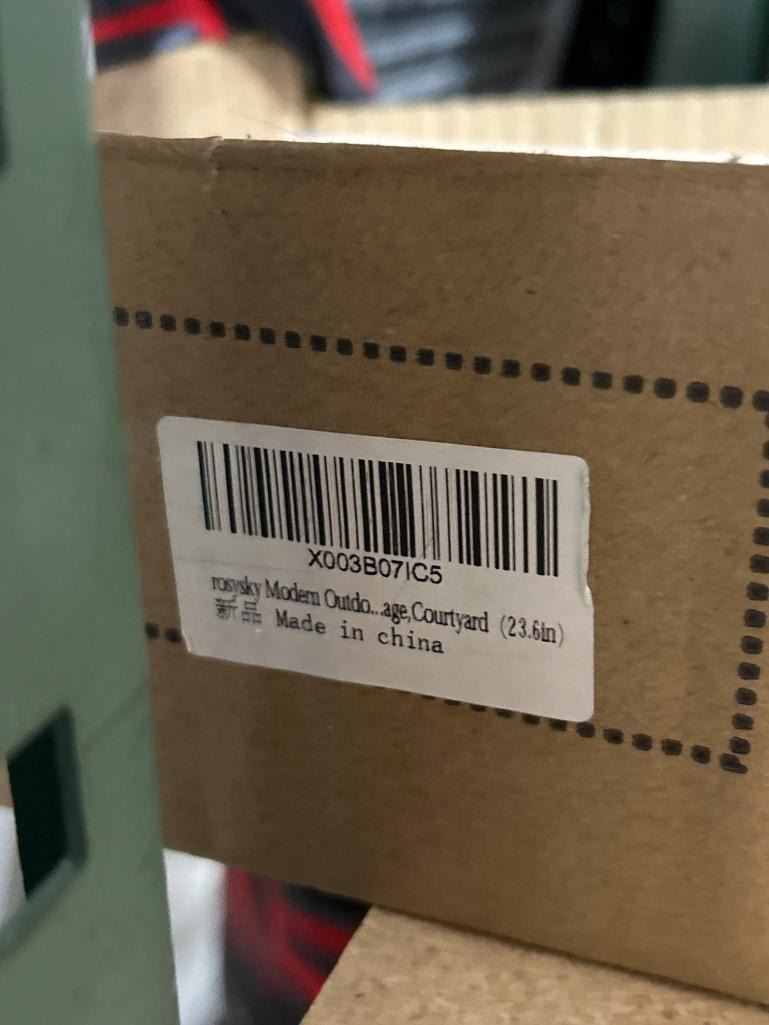 X003B07IC5
rosysky Modern Outdo...age,Courtyard (23.6in)
新品 Made in china